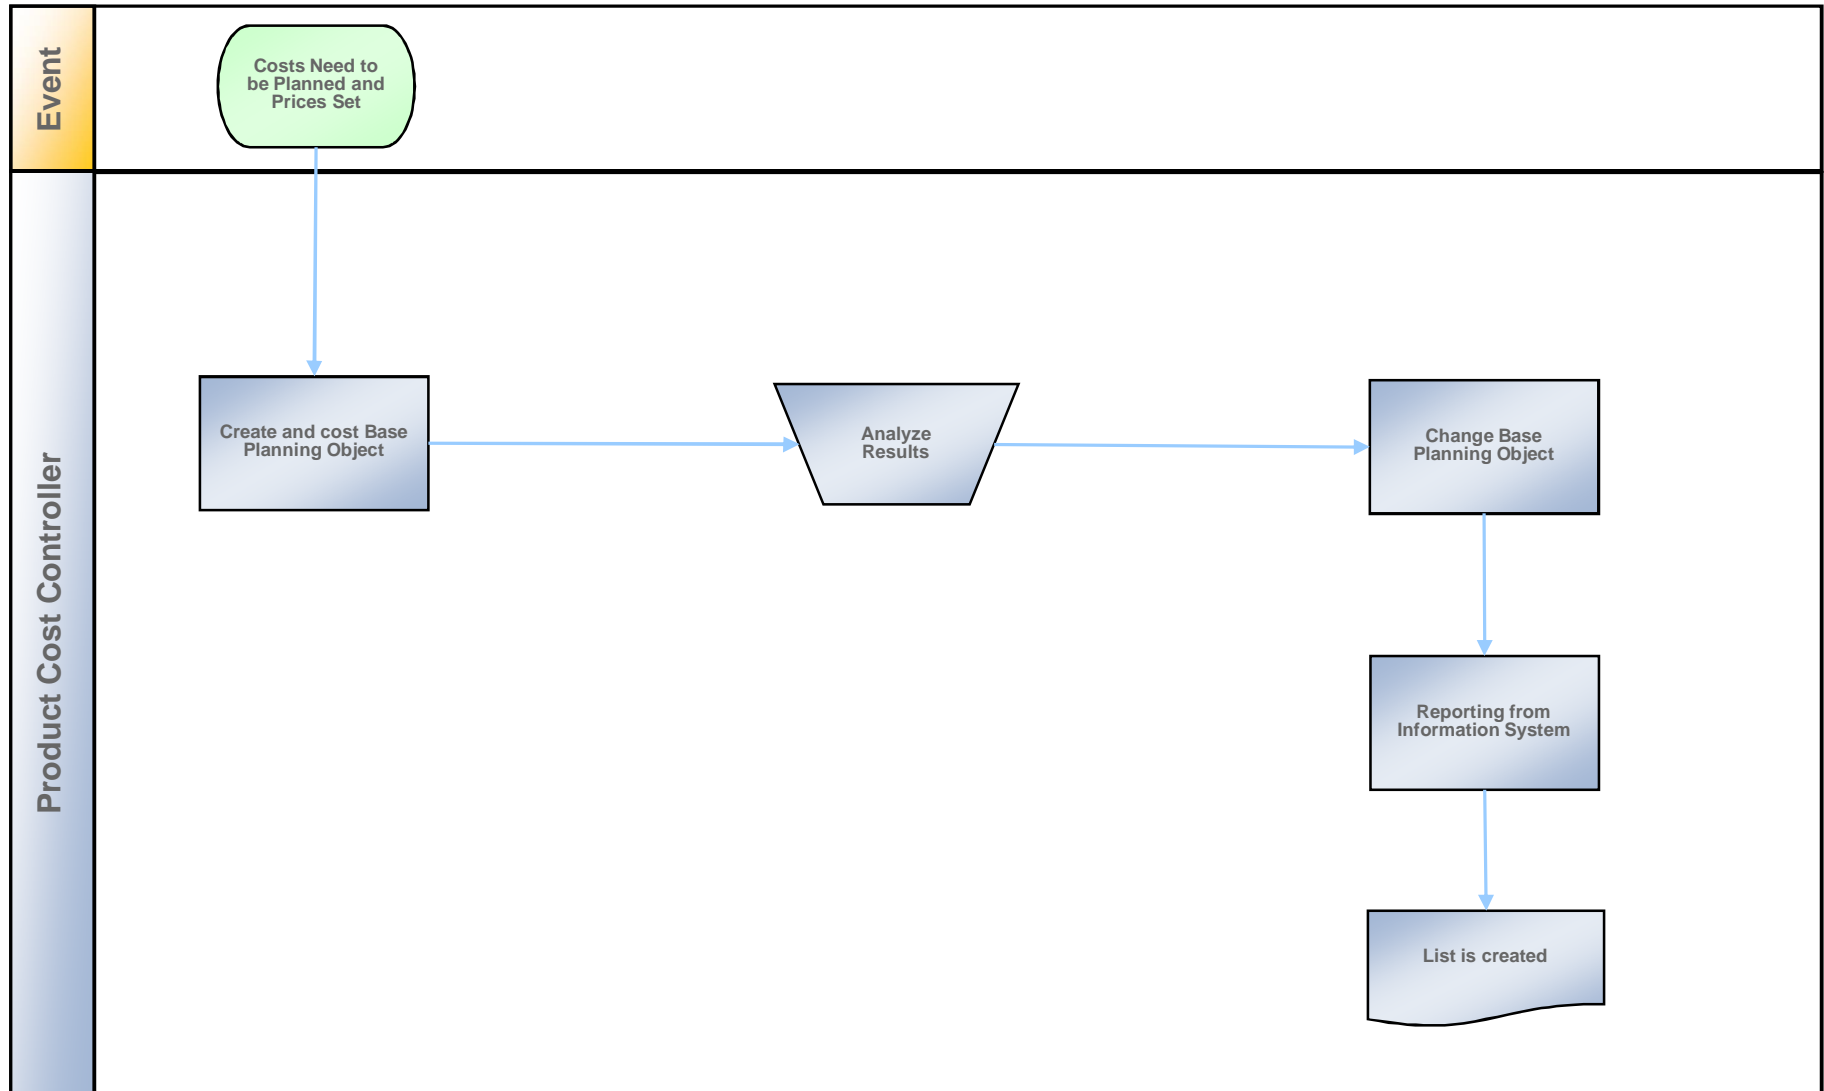 Event
Costs Need to
be Planned and
Prices Set
Product Cost Controller
Create and cost Base
Planning Object
Analyze
Results
Change Base
Planning Object
Reporting from
Information System
List is created